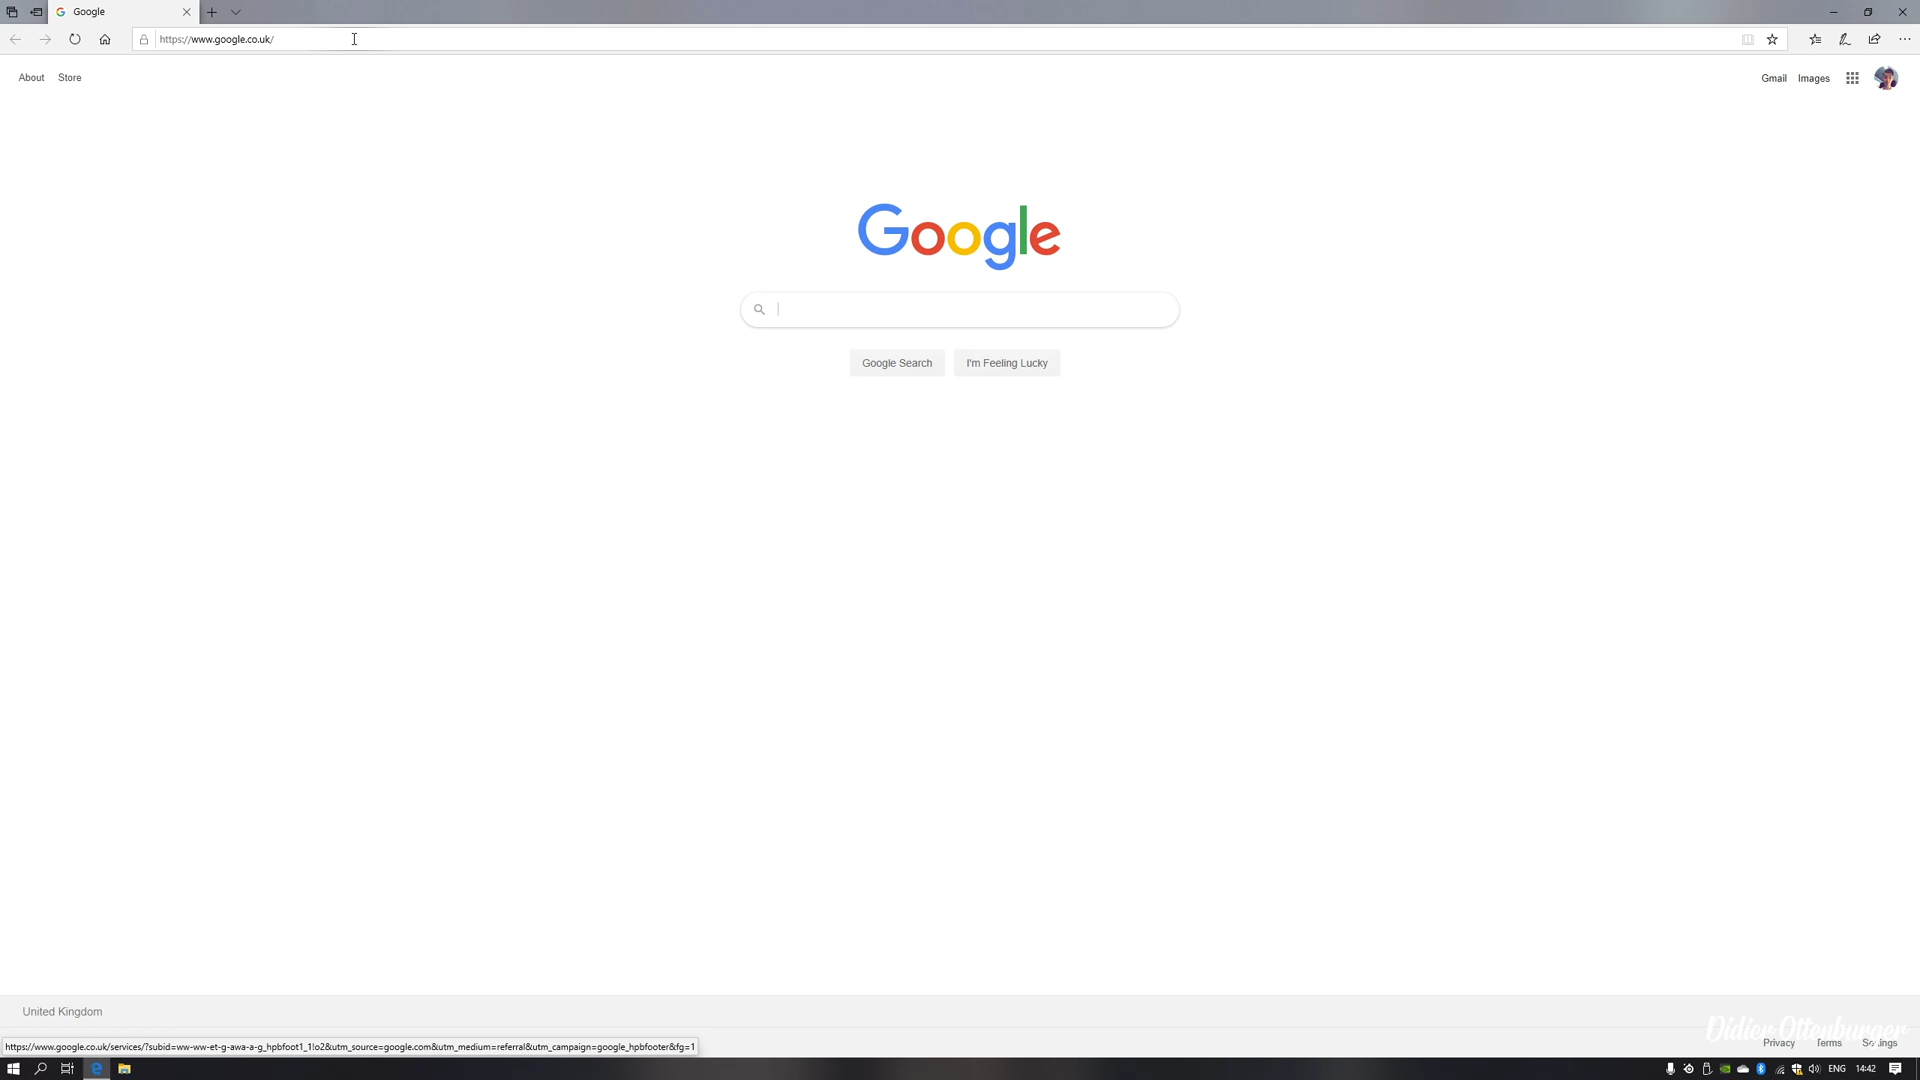 Google
https://www.google.co.uk/
About Store
Gmail Images
Google
Google Search I'm Feeling Lucky
United Kingdom
Didier Ottenburger
https://www.google.co.uk/services/?subid=ww-ww-et-g-awa-a-g_hpbfoot1_1!o2&utm_source=google.com&utm_medium=referral&utm_campaign=google_hpbfooter&fg=1
Privacy Terms Settings
ENG 14:42